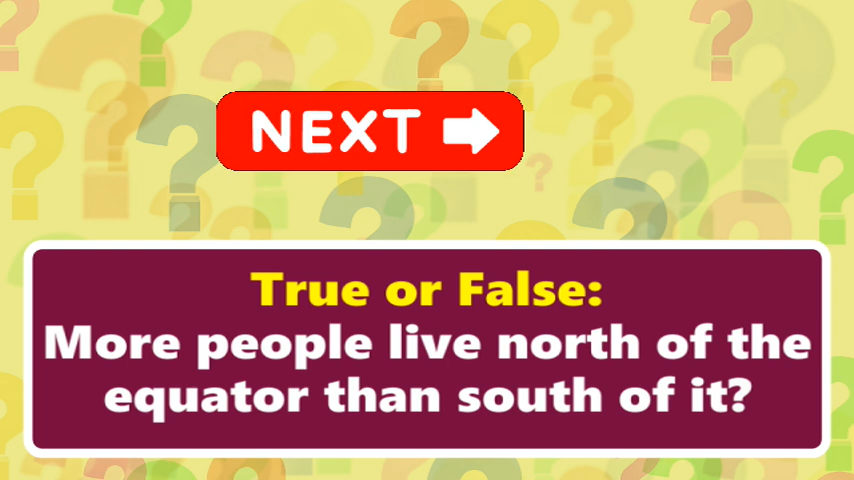 NEXT
True or False:
More people live north of the
equator than south of it?